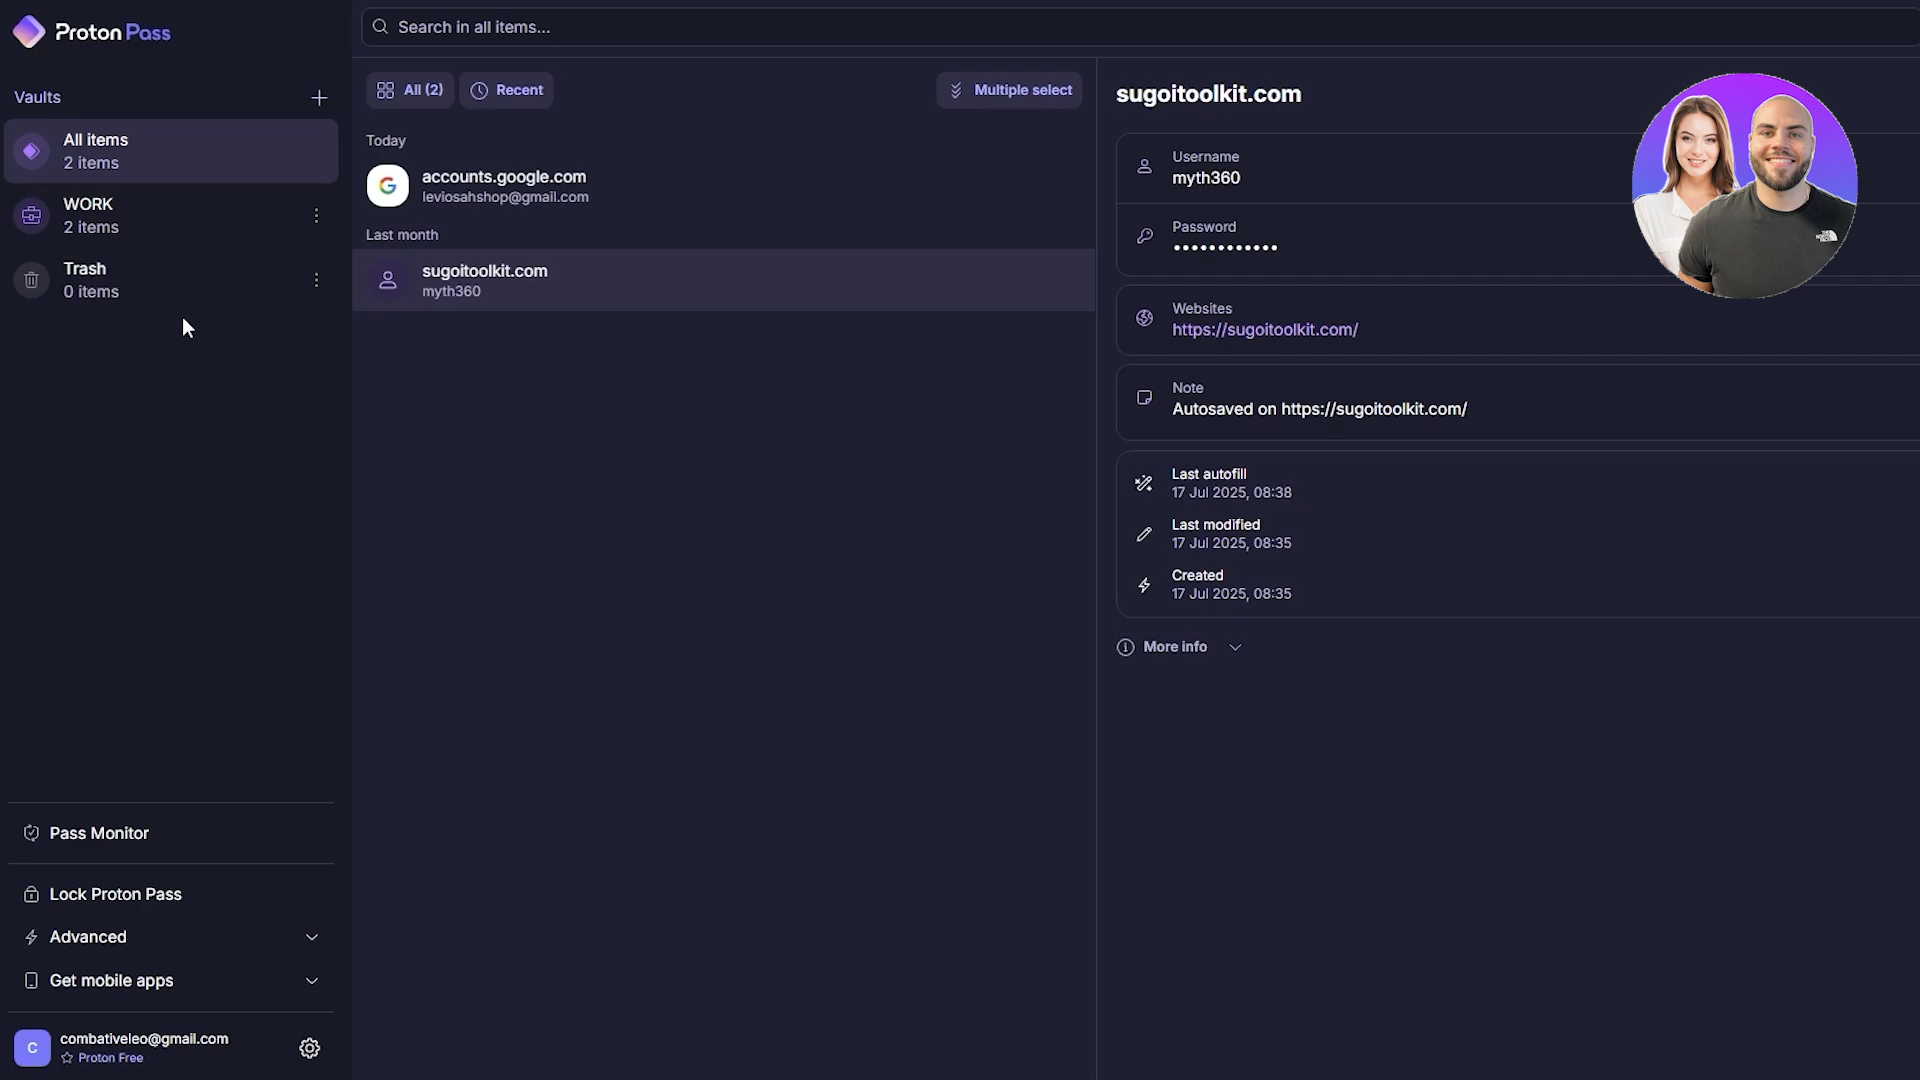 Proton Pass
Search in all items...
Vaults
All items
2 items
WORK
2 items
Trash
0 items
All (2)
Recent
Multiple select
Today
G
accounts.google.com
leviosahshop@gmail.com
Last month
sugoitoolkit.com
myth360
sugoitoolkit.com
Username
myth360
Password
••••••••••••
Websites
https://sugoitoolkit.com/
Note
Autosaved on https://sugoitoolkit.com/
Last autofill
17 Jul 2025, 08:38
Last modified
17 Jul 2025, 08:35
Created
17 Jul 2025, 08:35
More info
Pass Monitor
Lock Proton Pass
Advanced
Get mobile apps
C
combativeleo@gmail.com
Proton Free